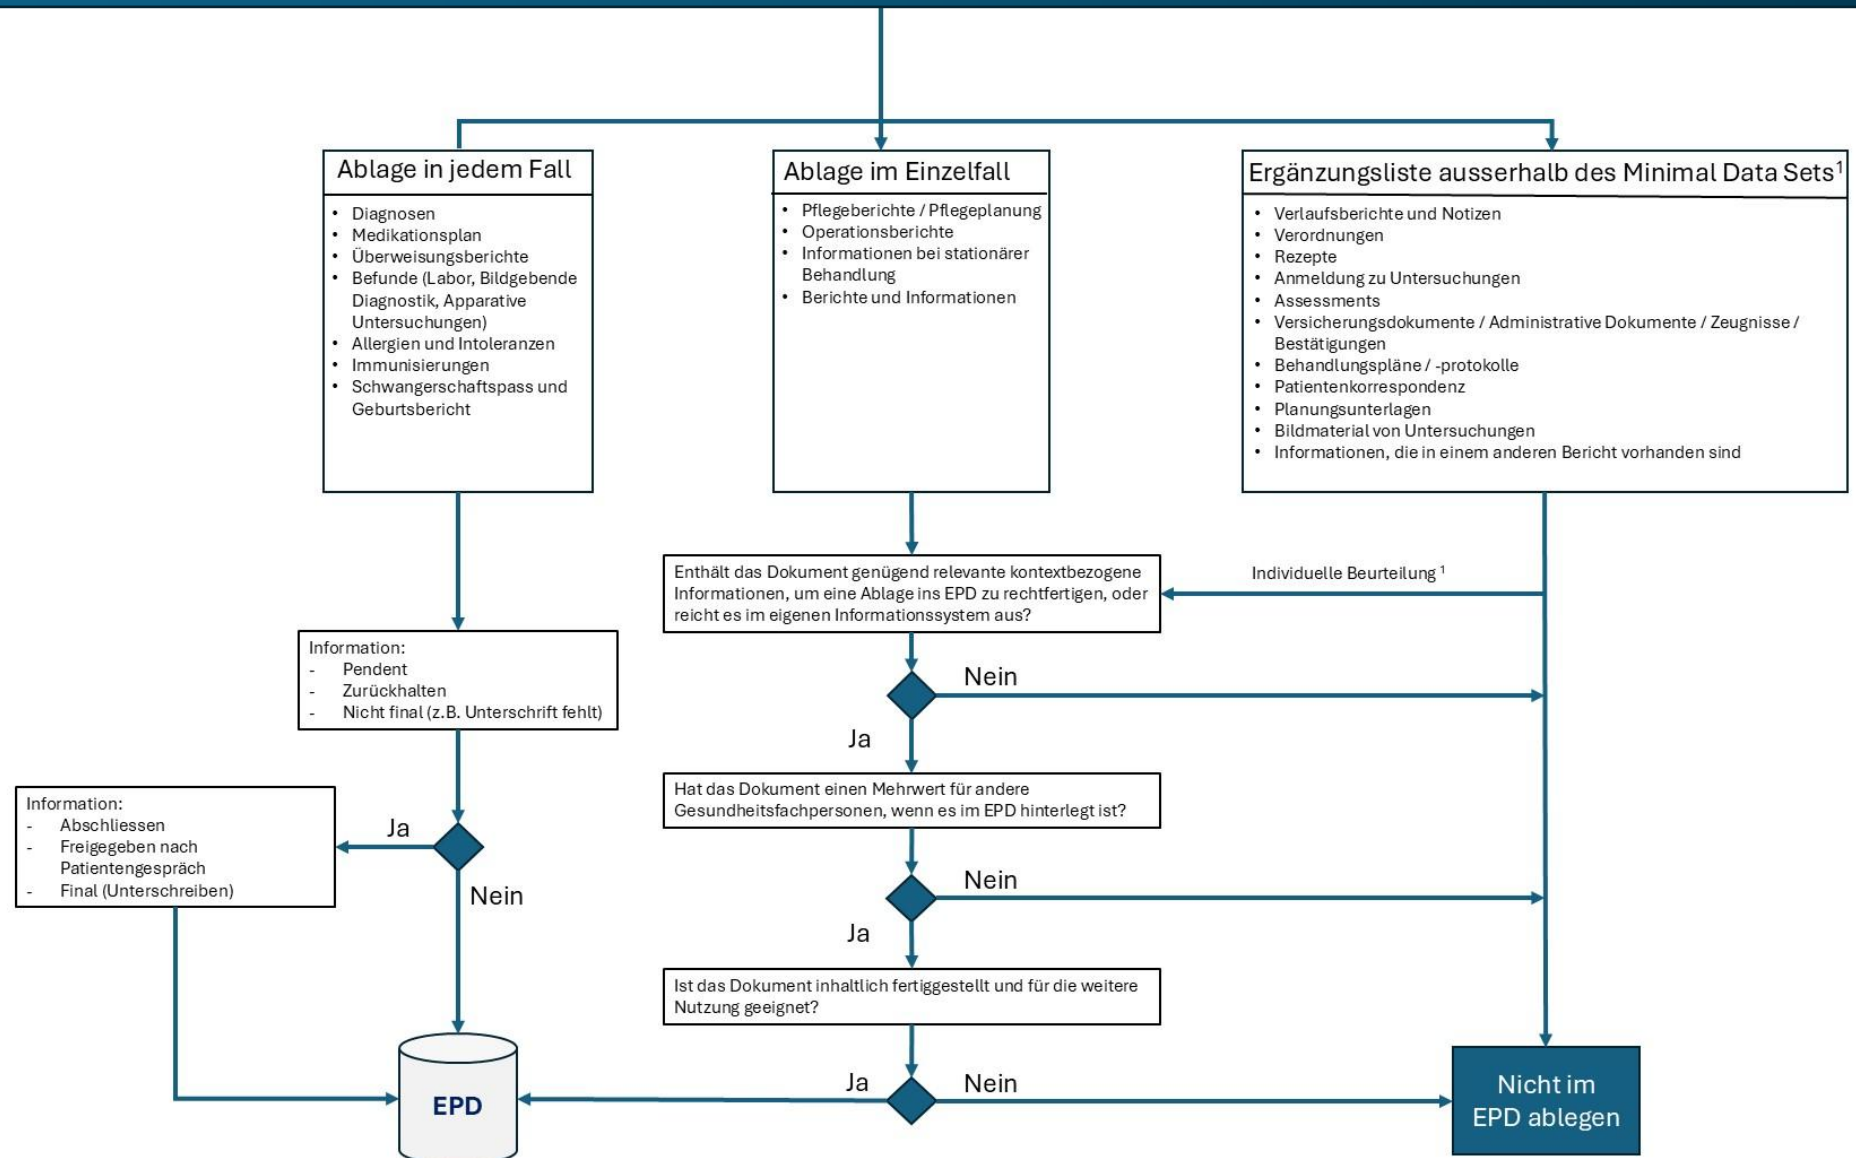 Ablage in jedem Fall
• Diagnosen
• Medikationsplan
• Überweisungsberichte
• Befunde (Labor, Bildgebende
Diagnostik, Apparative
Untersuchungen)
• Allergien und Intoleranzen
• Immunisierungen
• Schwangerschaftspass und
Geburtsbericht
Ablage im Einzelfall
• Pflegeberichte / Pflegeplanung
• Operationsberichte
• Informationen bei stationärer
Behandlung
• Berichte und Informationen
Ergänzungsliste ausserhalb des Minimal Data Sets¹
• Verlaufsberichte und Notizen
• Verordnungen
• Rezepte
• Anmeldung zu Untersuchungen
• Assessments
• Versicherungsdokumente / Administrative Dokumente / Zeugnisse /
Bestätigungen
• Behandlungspläne / -protokolle
• Patientenkorrespondenz
• Planungsunterlagen
• Bildmaterial von Untersuchungen
• Informationen, die in einem anderen Bericht vorhanden sind
Enthält das Dokument genügend relevante kontextbezogene
Informationen, um eine Ablage ins EPD zu rechtfertigen, oder
reicht es im eigenen Informationssystem aus?
Individuelle Beurteilung ¹
Information:
- Pendent
- Zurückhalten
- Nicht final (z.B. Unterschrift fehlt)
Nein
Ja
Hat das Dokument einen Mehrwert für andere
Gesundheitsfachpersonen, wenn es im EPD hinterlegt ist?
Information:
- Abschliessen
- Freigegeben nach
Patientengespräch
- Final (Unterschreiben)
Ja
Nein
Nein
Ja
Ist das Dokument inhaltlich fertiggestellt und für die weitere
Nutzung geeignet?
EPD
Ja
Nein
Nicht im
EPD ablegen